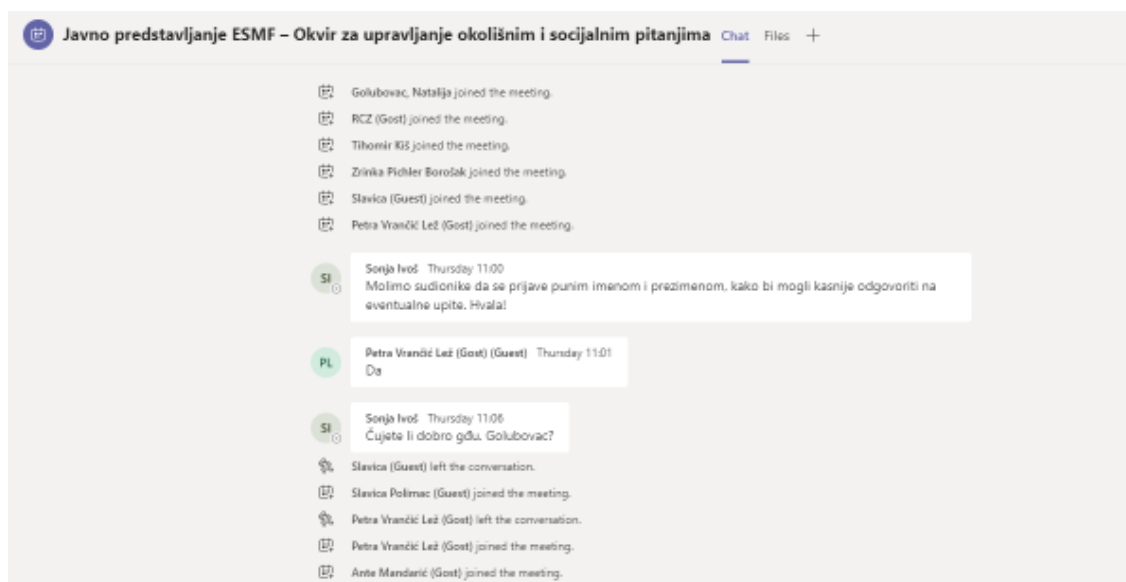 Javno predstavljanje ESMF – Okvir za upravljanje okolišnim i socijalnim pitanjima Chat Files +
Golubovac, Natalija joined the meeting.
RCZ (Gost) joined the meeting.
Tihomir Kiš joined the meeting.
Zrinka Pichler Borošak joined the meeting.
Slavica (Guest) joined the meeting.
Petra Vrančić Lež (Gost) joined the meeting.
SI
Sonja Ivoš Thursday 11:00
Molimo sudionike da se prijave punim imenom i prezimenom, kako bi mogli kasnije odgovoriti na
eventualne upite. Hvala!
PL
Petra Vrančić Lež (Gost) (Guest) Thursday 11:01
Da
SI
Sonja Ivoš Thursday 11:06
Čujete li dobro gđu. Golubovac?
Slavica (Guest) left the conversation.
Slavica Polimac (Guest) joined the meeting.
Petra Vrančić Lež (Gost) left the conversation.
Petra Vrančić Lež (Gost) joined the meeting.
Ante Mandarić (Gost) joined the meeting.